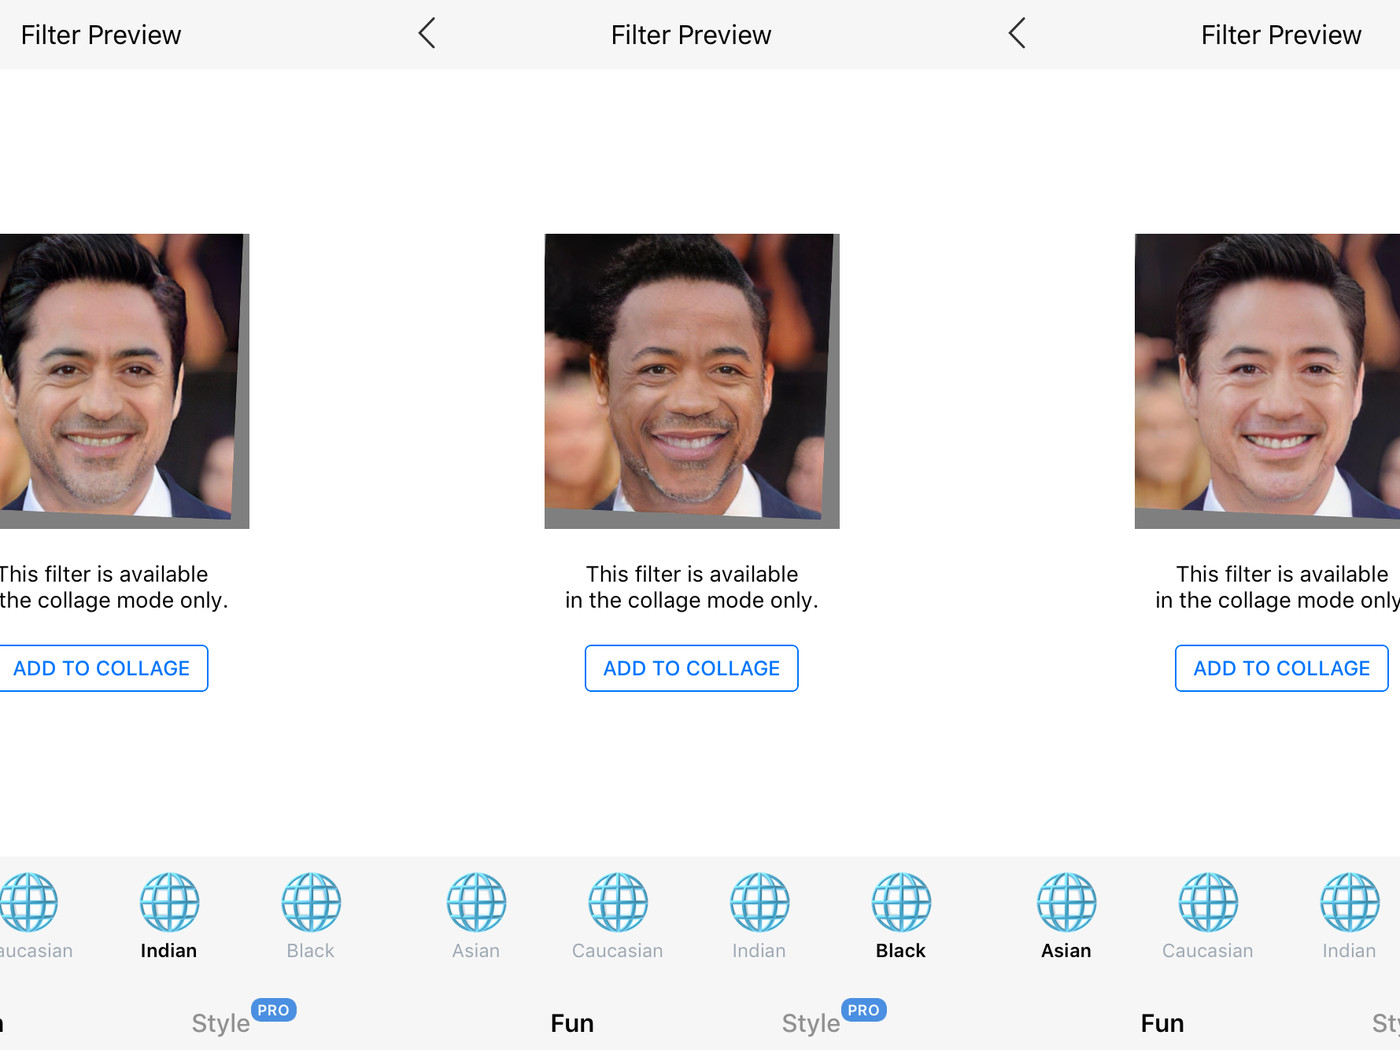 Filter Preview
This filter is available
the collage mode only.
ADD TO COLLAGE
aucasian
Indian
Black
Style
PRO
Filter Preview
This filter is available
in the collage mode only.
ADD TO COLLAGE
Asian
Caucasian
Indian
Black
Fun
Style
PRO
Filter Preview
This filter is available
in the collage mode only
ADD TO COLLAGE
Asian
Caucasian
Indian
Fun
Sty